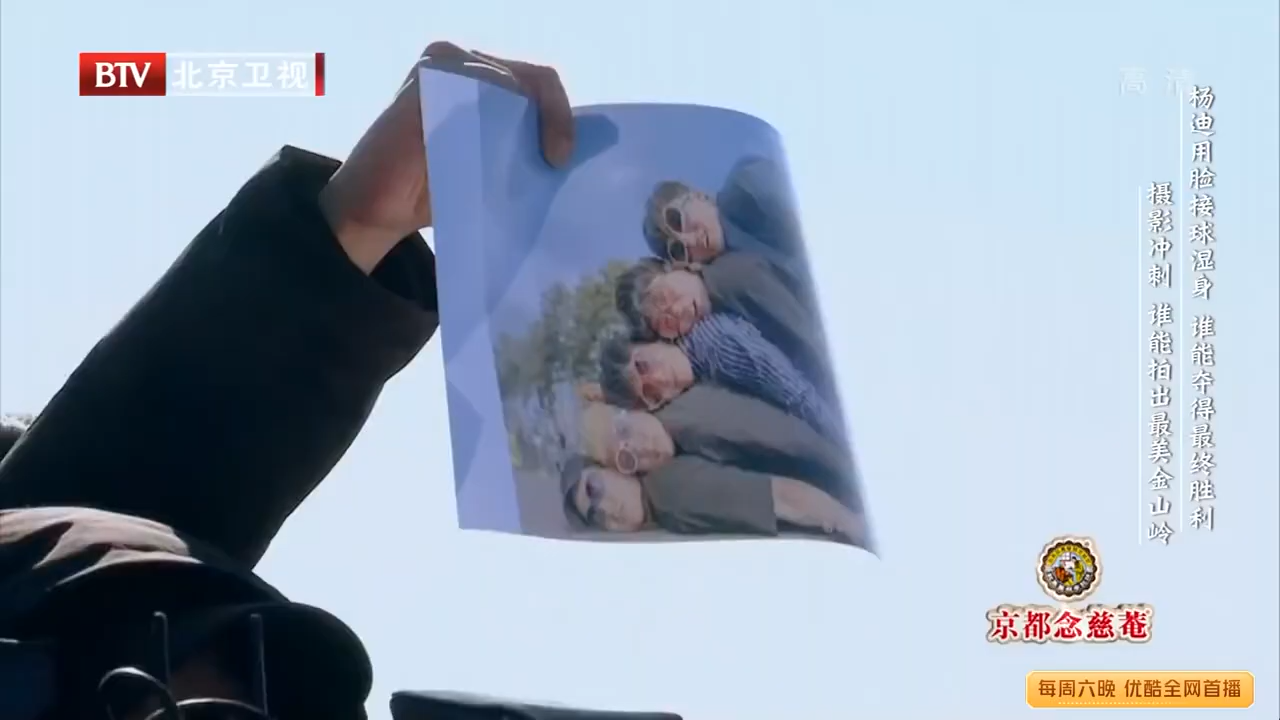 BTV 北京卫视
高清
杨迪用脸接球湿身 谁能夺得最终胜利
摄影冲刺 谁能拍出最美金山岭
京都念慈菴
每周六晚 优酷全网首播